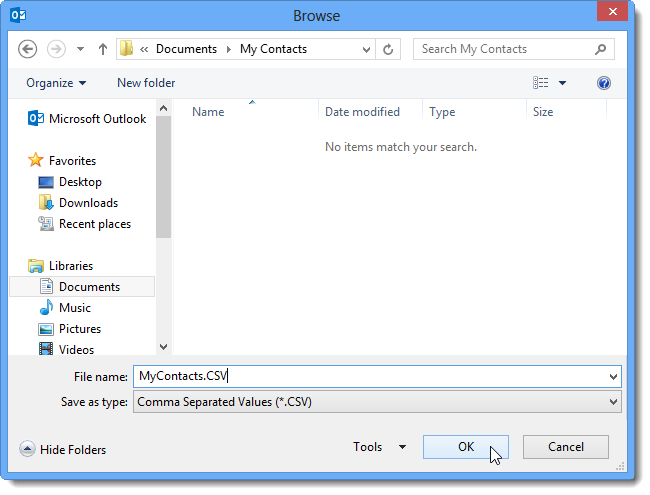 Browse
« Documents My Contacts
Search My Contacts
Organize New folder
Name Date modified Type Size
No items match your search.
Microsoft Outlook
Favorites
Desktop
Downloads
Recent places
Libraries
Documents
Music
Pictures
Videos
File name: MyContacts.CSV
Save as type: Comma Separated Values (*.CSV)
Hide Folders Tools OK Cancel